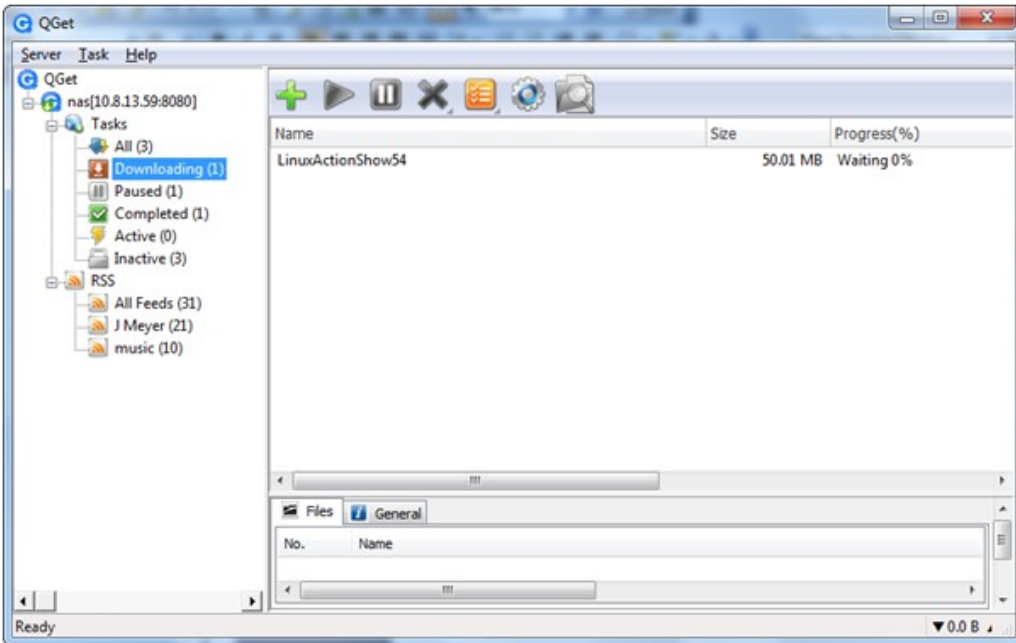 QGet
Server Task Help
QGet
nas[10.8.13.59:8080]
Tasks
All (3)
Downloading (1)
Paused (1)
Completed (1)
Active (0)
Inactive (3)
RSS
All Feeds (31)
J Meyer (21)
music (10)
Name Size Progress(%)
LinuxActionShow54 50.01 MB Waiting 0%
Files General
No. Name
Ready ▼0.0 B